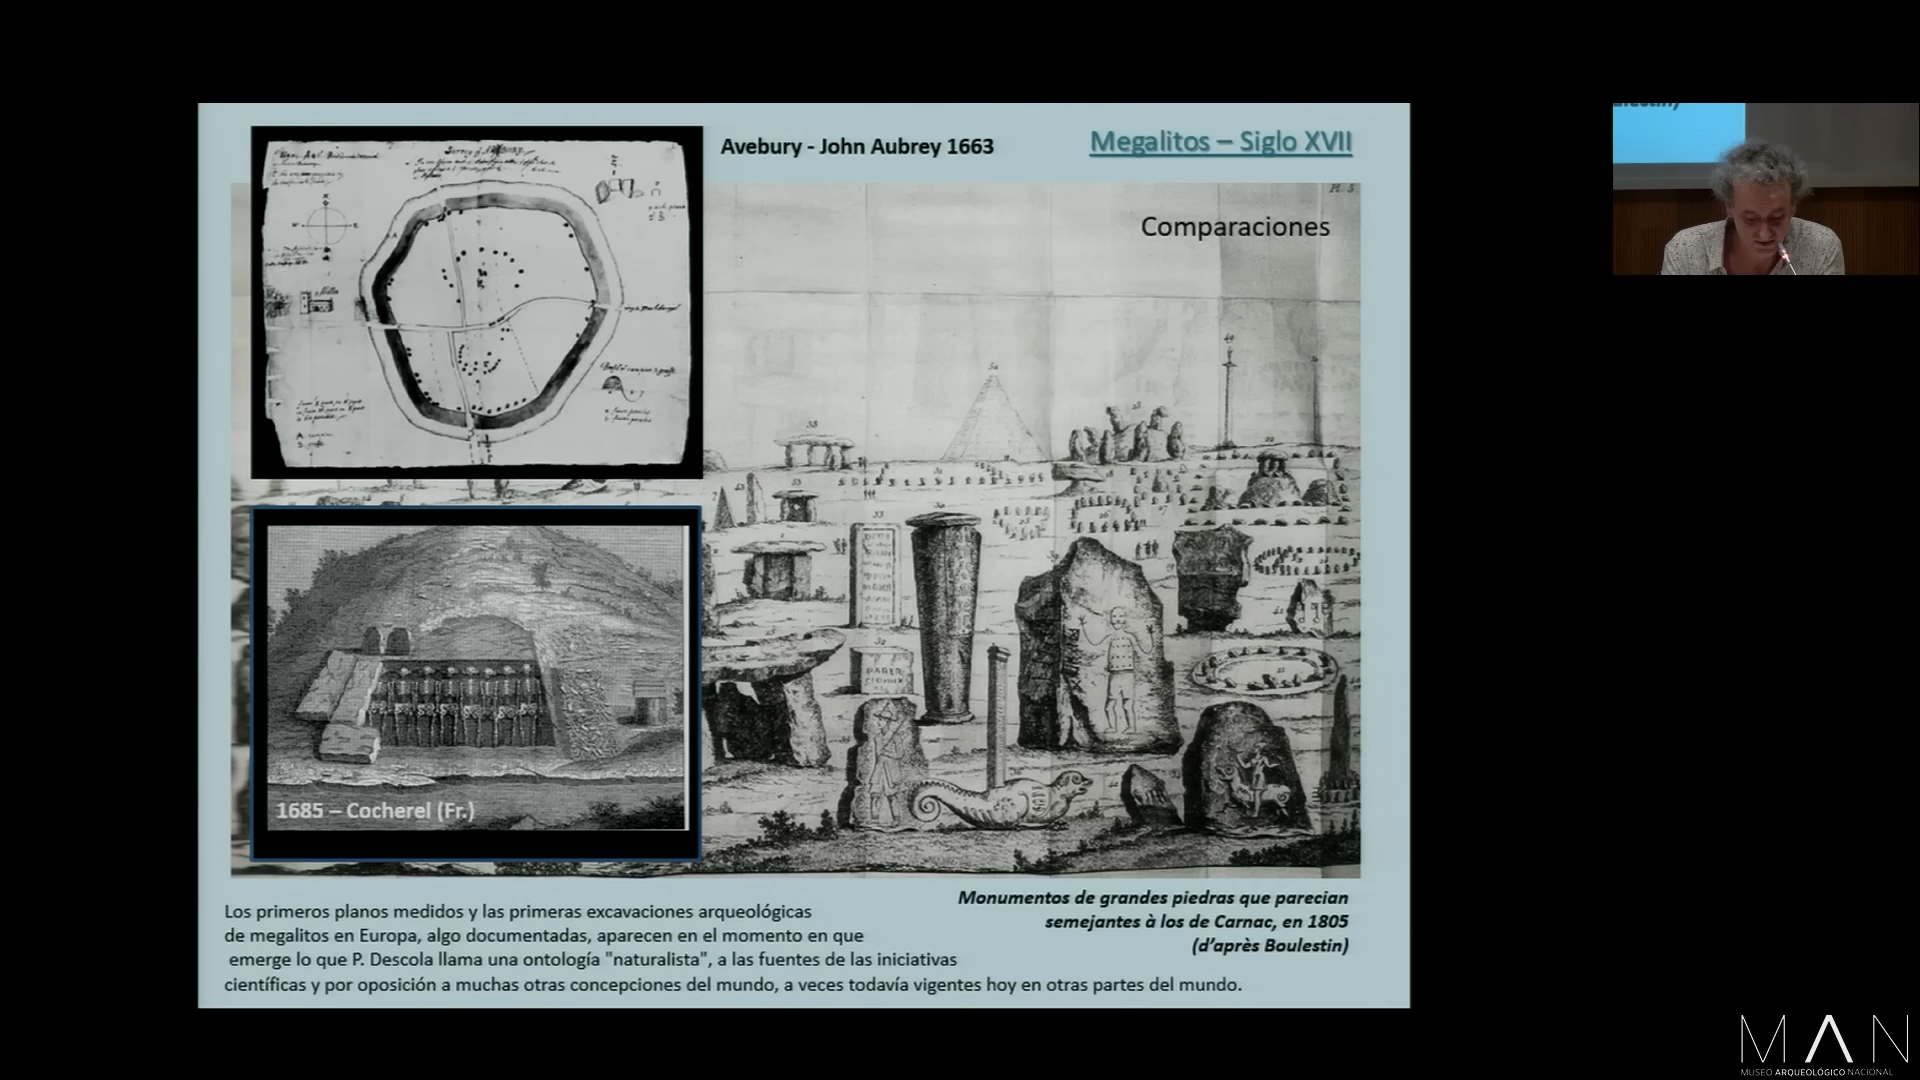 Avebury - John Aubrey 1663
Megalitos – Siglo XVII
Comparaciones
1685 – Cocherel (Fr.)
Monumentos de grandes piedras que parecian
semejantes à los de Carnac, en 1805
(d'après Boulestin)
Los primeros planos medidos y las primeras excavaciones arqueológicas
de megalitos en Europa, algo documentadas, aparecen en el momento en que
emerge lo que P. Descola llama una ontología "naturalista", a las fuentes de las iniciativas
científicas y por oposición a muchas otras concepciones del mundo, a veces todavía vigentes hoy en otras partes del mundo.
MAN
MUSEO ARQUEOLÓGICO NACIONAL